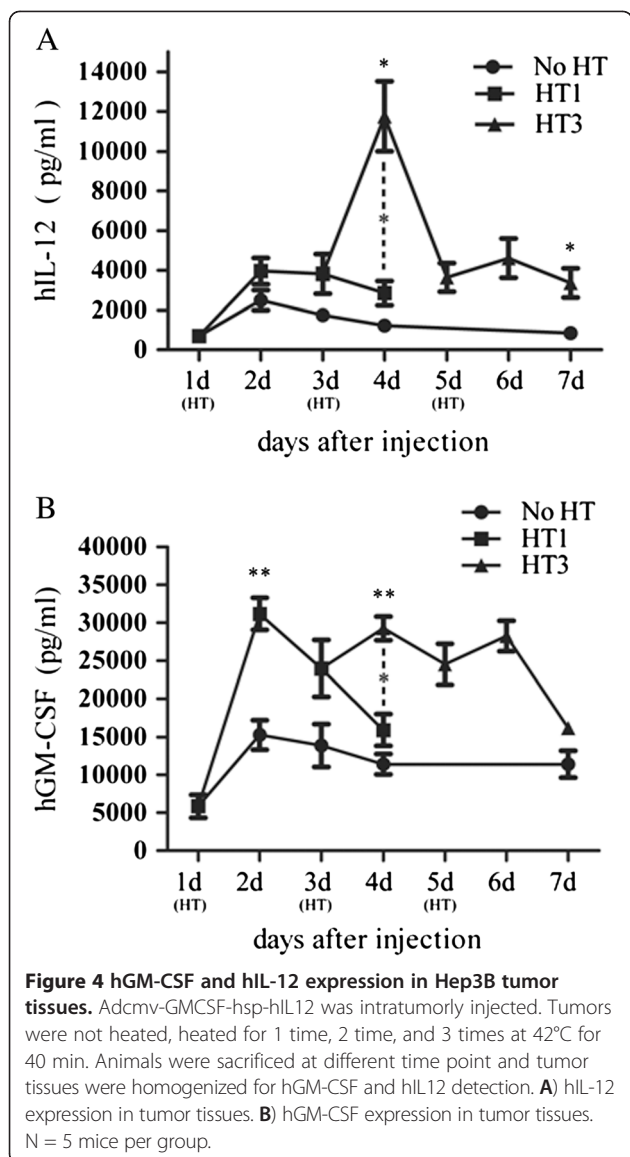 A
No HT
HT1
HT3
hIL-12 ( pg/ml)
14000
12000
10000
8000
6000
4000
2000
0
*
*
*
1d 2d 3d 4d 5d 6d 7d
(HT) (HT) (HT)
days after injection
B
No HT
HT1
HT3
hGM-CSF (pg/ml)
40000
35000
30000
25000
20000
15000
10000
5000
0
**
**
*
1d 2d 3d 4d 5d 6d 7d
(HT) (HT) (HT)
days after injection
Figure 4 hGM-CSF and hIL-12 expression in Hep3B tumor
tissues. Adcmv-GMCSF-hsp-hIL12 was intratumorly injected. Tumors
were not heated, heated for 1 time, 2 time, and 3 times at 42°C for
40 min. Animals were sacrificed at different time point and tumor
tissues were homogenized for hGM-CSF and hIL12 detection. A) hIL-12
expression in tumor tissues. B) hGM-CSF expression in tumor tissues.
N = 5 mice per group.